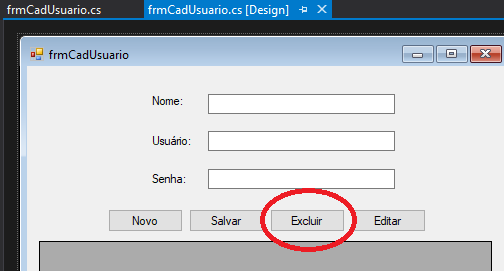 frmCadUsuario.cs frmCadUsuario.cs [Design]
frmCadUsuario
Nome:
Usuário:
Senha:
Novo Salvar Excluir Editar